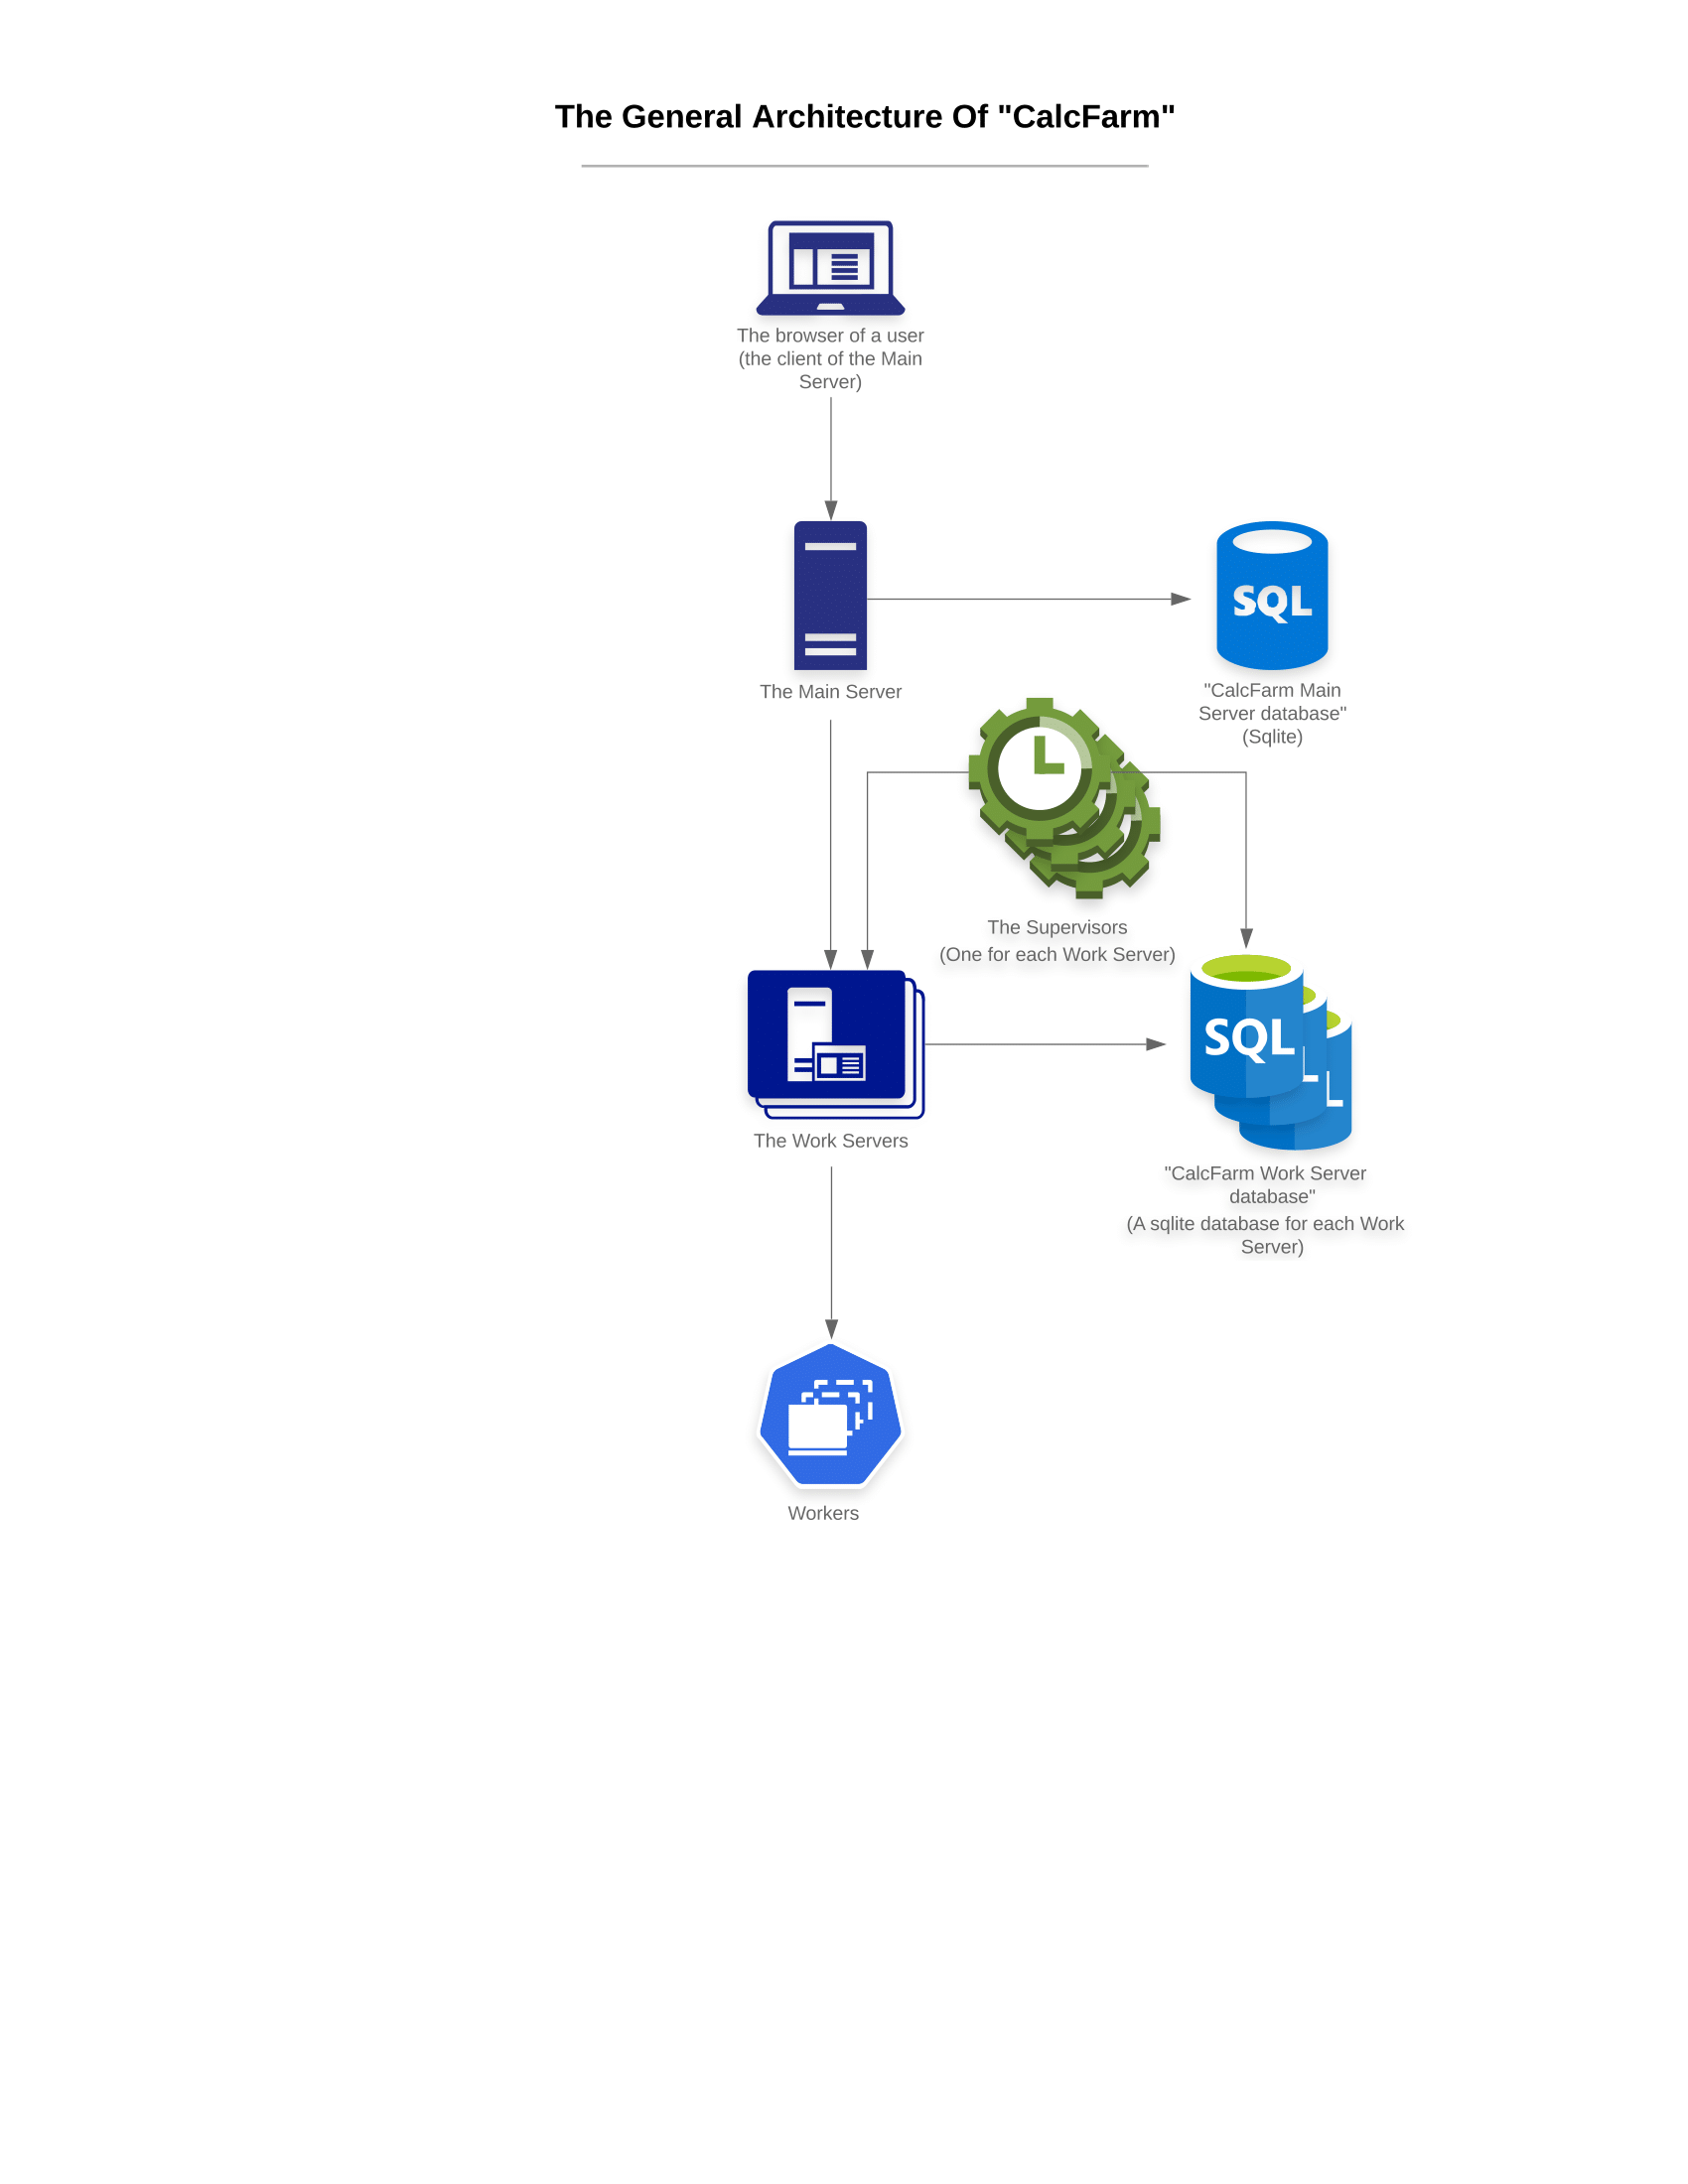 The General Architecture Of "CalcFarm"
The browser of a user
(the client of the Main
Server)
SQL
The Main Server
"CalcFarm Main
Server database"
(Sqlite)
The Supervisors
(One for each Work Server)
SQL
L
L
The Work Servers
"CalcFarm Work Server
database"
(A sqlite database for each Work
Server)
Workers